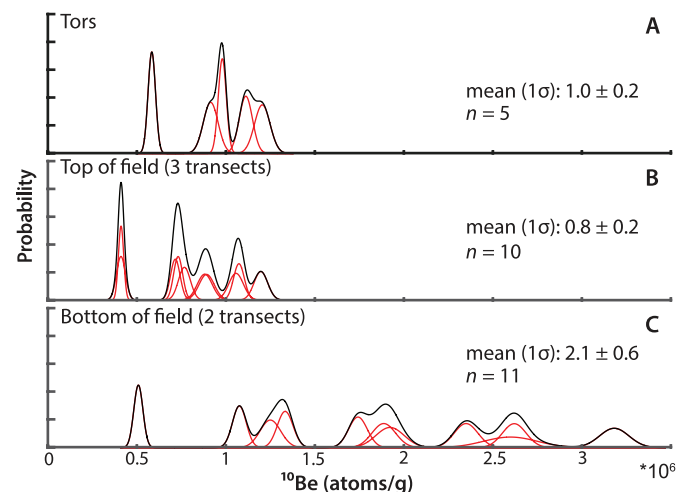 Tors
A
mean (1σ): 1.0 ± 0.2
n = 5
Top of field (3 transects)
B
mean (1σ): 0.8 ± 0.2
n = 10
Probability
Bottom of field (2 transects)
C
mean (1σ): 2.1 ± 0.6
n = 11
0 0.5 1 1.5 2 2.5 3
*10⁶
¹⁰Be (atoms/g)